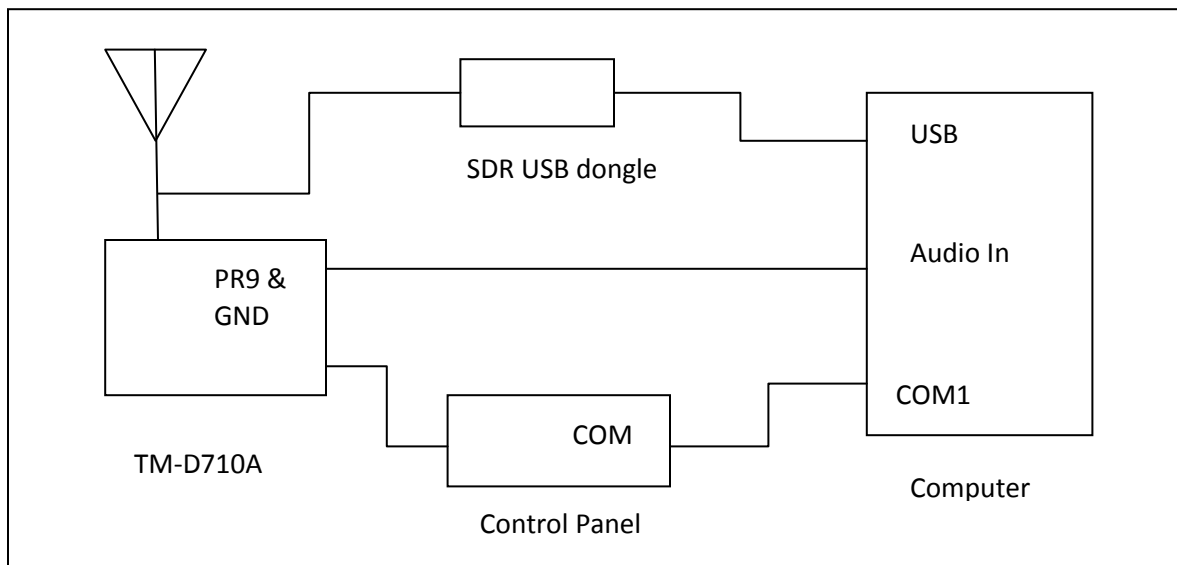 USB
SDR USB dongle
Audio In
PR9 &
GND
COM1
COM
TM-D710A
Computer
Control Panel